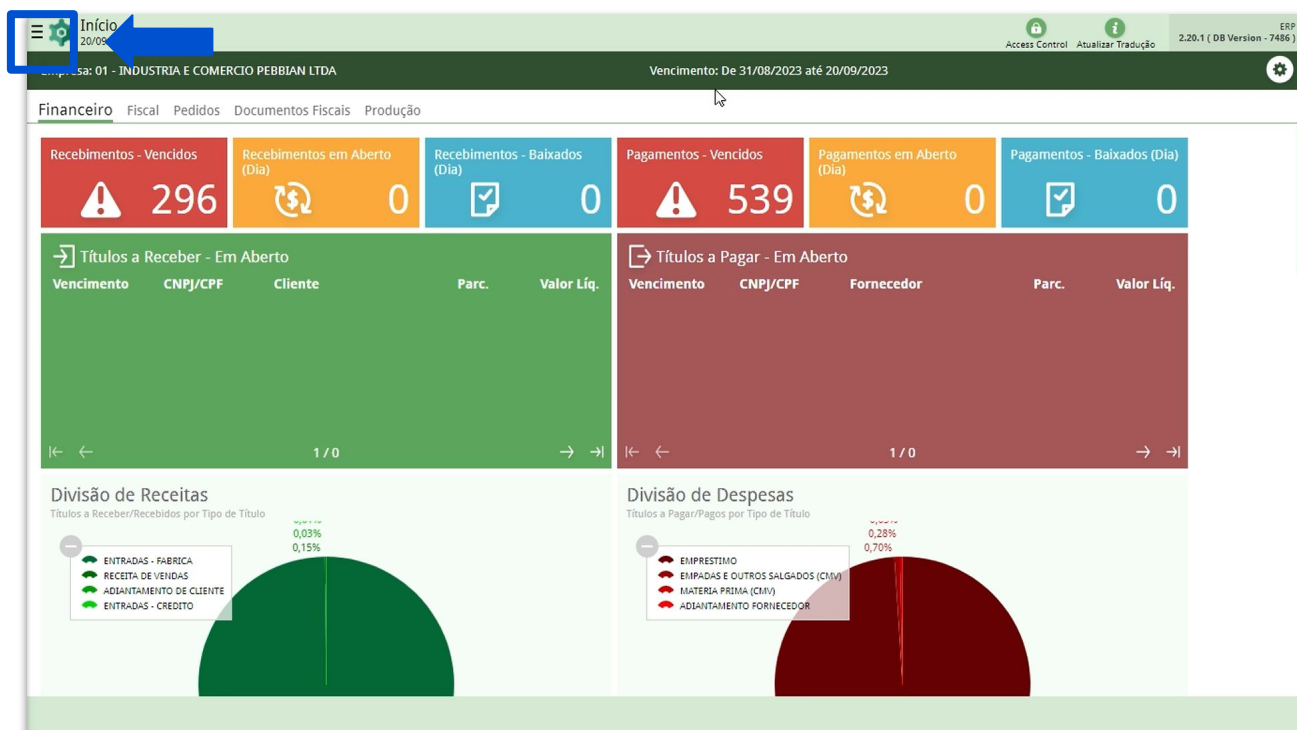 Início
20/09
Access Control
Atualizar Tradução
ERP
2.20.1 ( DB Version - 7486 )
Empresa: 01 - INDUSTRIA E COMERCIO PEBBIAN LTDA
Vencimento: De 31/08/2023 até 20/09/2023
Financeiro Fiscal Pedidos Documentos Fiscais Produção
Recebimentos - Vencidos
296
Recebimentos em Aberto
(Dia)
0
Recebimentos - Baixados
(Dia)
0
Pagamentos - Vencidos
539
Pagamentos em Aberto
(Dia)
0
Pagamentos - Baixados (Dia)
0
Títulos a Receber - Em Aberto
Vencimento CNPJ/CPF Cliente Parc. Valor Líq.
1 / 0
Títulos a Pagar - Em Aberto
Vencimento CNPJ/CPF Fornecedor Parc. Valor Líq.
1 / 0
Divisão de Receitas
Títulos a Receber/Recebidos por Tipo de Título
0,03%
0,15%
ENTRADAS - FABRICA
RECEITA DE VENDAS
ADIANTAMENTO DE CLIENTE
ENTRADAS - CREDITO
Divisão de Despesas
Títulos a Pagar/Pagos por Tipo de Título
0,28%
0,70%
EMPRESTIMO
EMPADAS E OUTROS SALGADOS (CMV)
MATERIA PRIMA (CMV)
ADIANTAMENTO FORNECEDOR